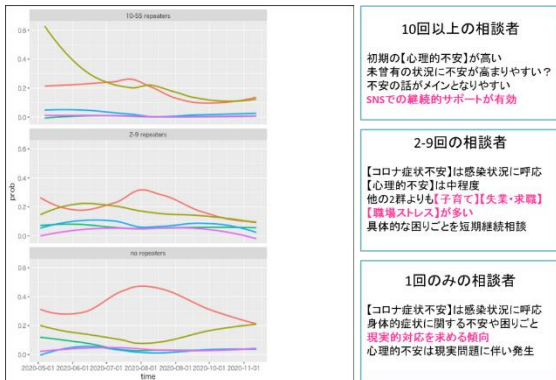 10-55 repeaters
0.6
0.4
0.2
0.0
2-9 repeaters
0.6
0.4
0.2
0.0
no repeaters
0.6
0.4
0.2
0.0
prob
2020-05-01
2020-06-01
2020-07-01
2020-08-01
2020-09-01
2020-10-01
2020-11-01
time
10回以上の相談者
初期の【心理的不安】が高い
未曾有の状況に不安が高まりやすい?
不安の話がメインとなりやすい
SNSでの継続的サポートが有効
2-9回の相談者
【コロナ症状不安】は感染状況に呼応
【心理的不安】は中程度
他の2群よりも【子育て】【失業・求職】
【職場ストレス】が多い
具体的な困りごとを短期継続相談
1回のみの相談者
【コロナ症状不安】は感染状況に呼応
身体的症状に関する不安や困りごと
現実的対応を求める傾向
心理的不安は現実問題に伴い発生